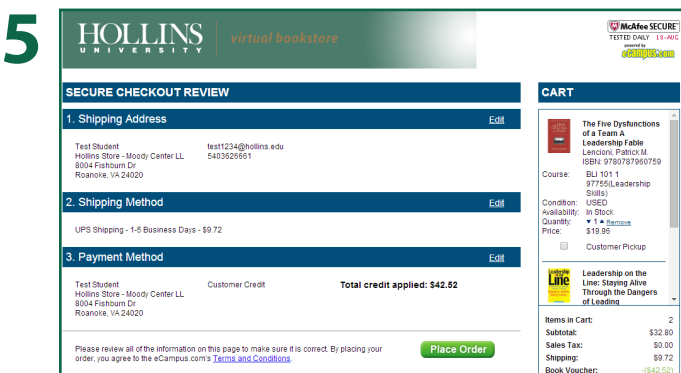 5
HOLLINS
UNIVERSITY
virtual bookstore
McAfee SECURE
TESTED DAILY 18-AUG
powered by
eCampus.com
SECURE CHECKOUT REVIEW
1. Shipping Address Edit
Test Student test1234@hollins.edu
Hollins Store - Moody Center LL 5403626661
8004 Fishburn Dr
Roanoke, VA 24020
2. Shipping Method Edit
UPS Shipping - 1-5 Business Days - $9.72
3. Payment Method Edit
Test Student Customer Credit Total credit applied: $42.52
Hollins Store - Moody Center LL
8004 Fishburn Dr
Roanoke, VA 24020
Please review all of the information on this page to make sure it is correct. By placing your
order, you agree to the eCampus.com's Terms and Conditions.
Place Order
CART
The Five Dysfunctions
of a Team A
Leadership Fable
Lencioni, Patrick M.
ISBN: 9780787960759
Course: BLI 101 1
97755(Leadership
Skills)
Condition: USED
Availability: In Stock
Quantity: 1 Remove
Price: $19.96
Customer Pickup
Leadership on the
Line: Staying Alive
Through the Dangers
of Leading
Items in Cart: 2
Subtotal: $32.80
Sales Tax: $0.00
Shipping: $9.72
Book Voucher: -($42.52)